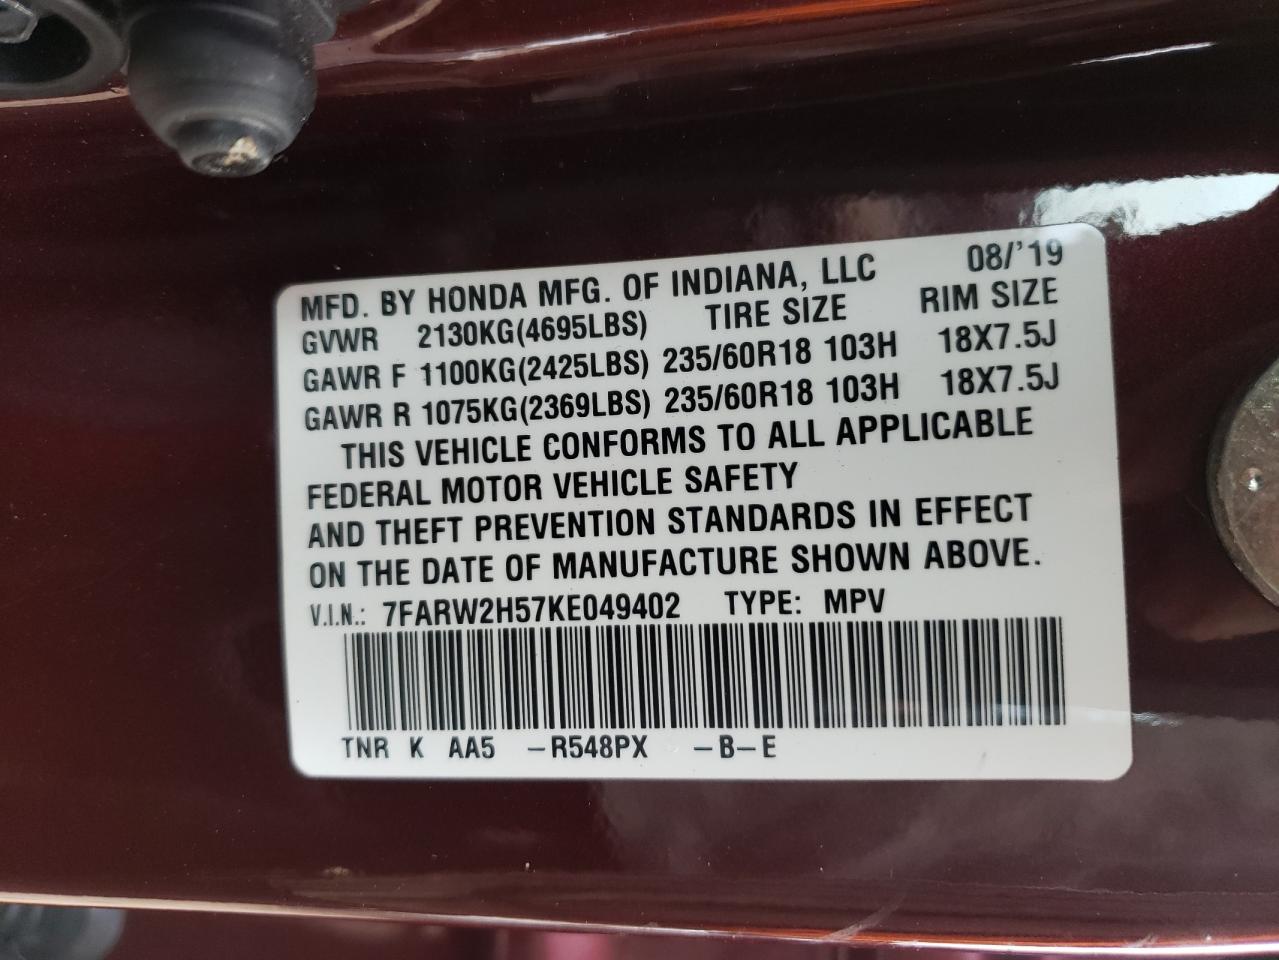 MFD. BY HONDA MFG. OF INDIANA, LLC 08/'19
GVWR 2130KG(4695LBS) TIRE SIZE RIM SIZE
GAWR F 1100KG(2425LBS) 235/60R18 103H 18X7.5J
GAWR R 1075KG(2369LBS) 235/60R18 103H 18X7.5J
THIS VEHICLE CONFORMS TO ALL APPLICABLE
FEDERAL MOTOR VEHICLE SAFETY
AND THEFT PREVENTION STANDARDS IN EFFECT
ON THE DATE OF MANUFACTURE SHOWN ABOVE.
V.I.N.: 7FARW2H57KE049402 TYPE: MPV
TNR K AA5 -R548PX -B-E